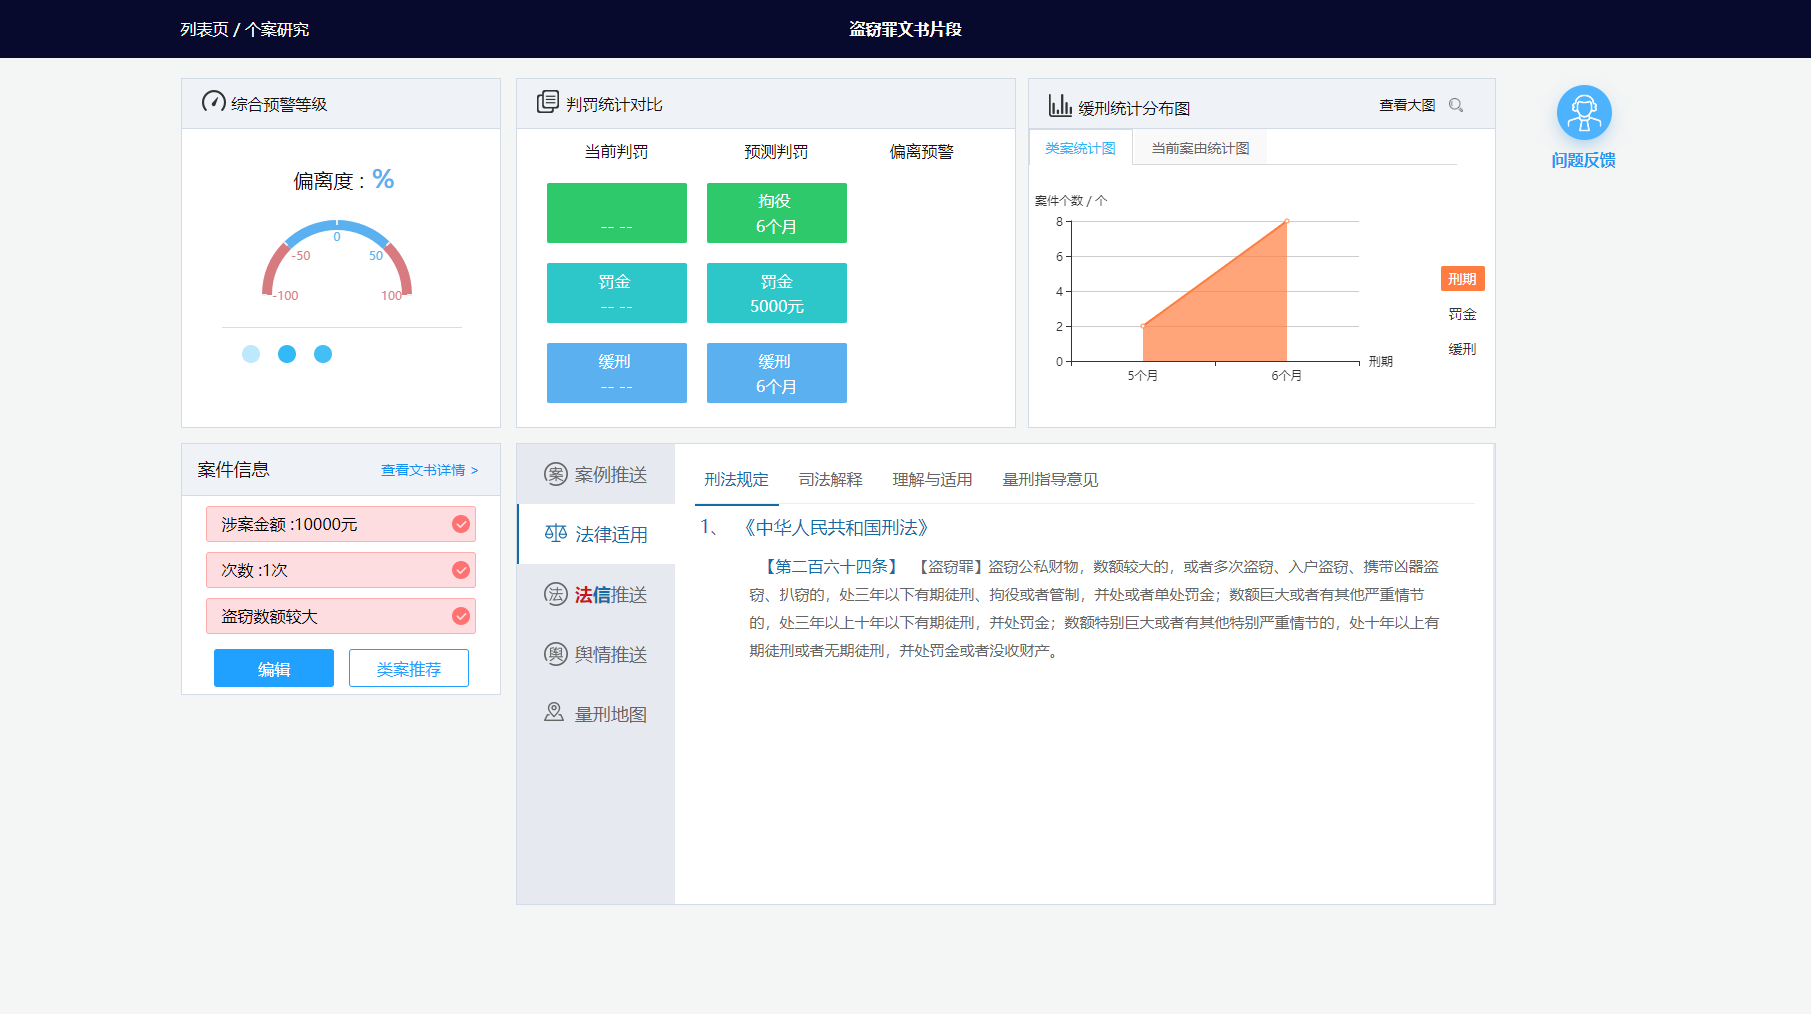 列表页 / 个案研究
盗窃罪文书片段
综合预警等级
偏离度 : %
0
-50
50
-100
100
判罚统计对比
当前判罚
预测判罚
偏离预警
-- --
拘役
6个月
罚金
-- --
罚金
5000元
缓刑
-- --
缓刑
6个月
缓刑统计分布图
查看大图
类案统计图
当前案由统计图
案件个数 / 个
8
6
4
2
0
5个月
6个月
刑期
刑期
罚金
缓刑
问题反馈
案件信息
查看文书详情 >
涉案金额 :10000元
次数 :1次
盗窃数额较大
编辑
类案推荐
案 案例推送
法律适用
法 法信推送
舆 舆情推送
量刑地图
刑法规定
司法解释
理解与适用
量刑指导意见
1、 《中华人民共和国刑法》
【第二百六十四条】 【盗窃罪】盗窃公私财物，数额较大的，或者多次盗窃、入户盗窃、携带凶器盗
窃、扒窃的，处三年以下有期徒刑、拘役或者管制，并处或者单处罚金；数额巨大或者有其他严重情节
的，处三年以上十年以下有期徒刑，并处罚金；数额特别巨大或者有其他特别严重情节的，处十年以上有
期徒刑或者无期徒刑，并处罚金或者没收财产。